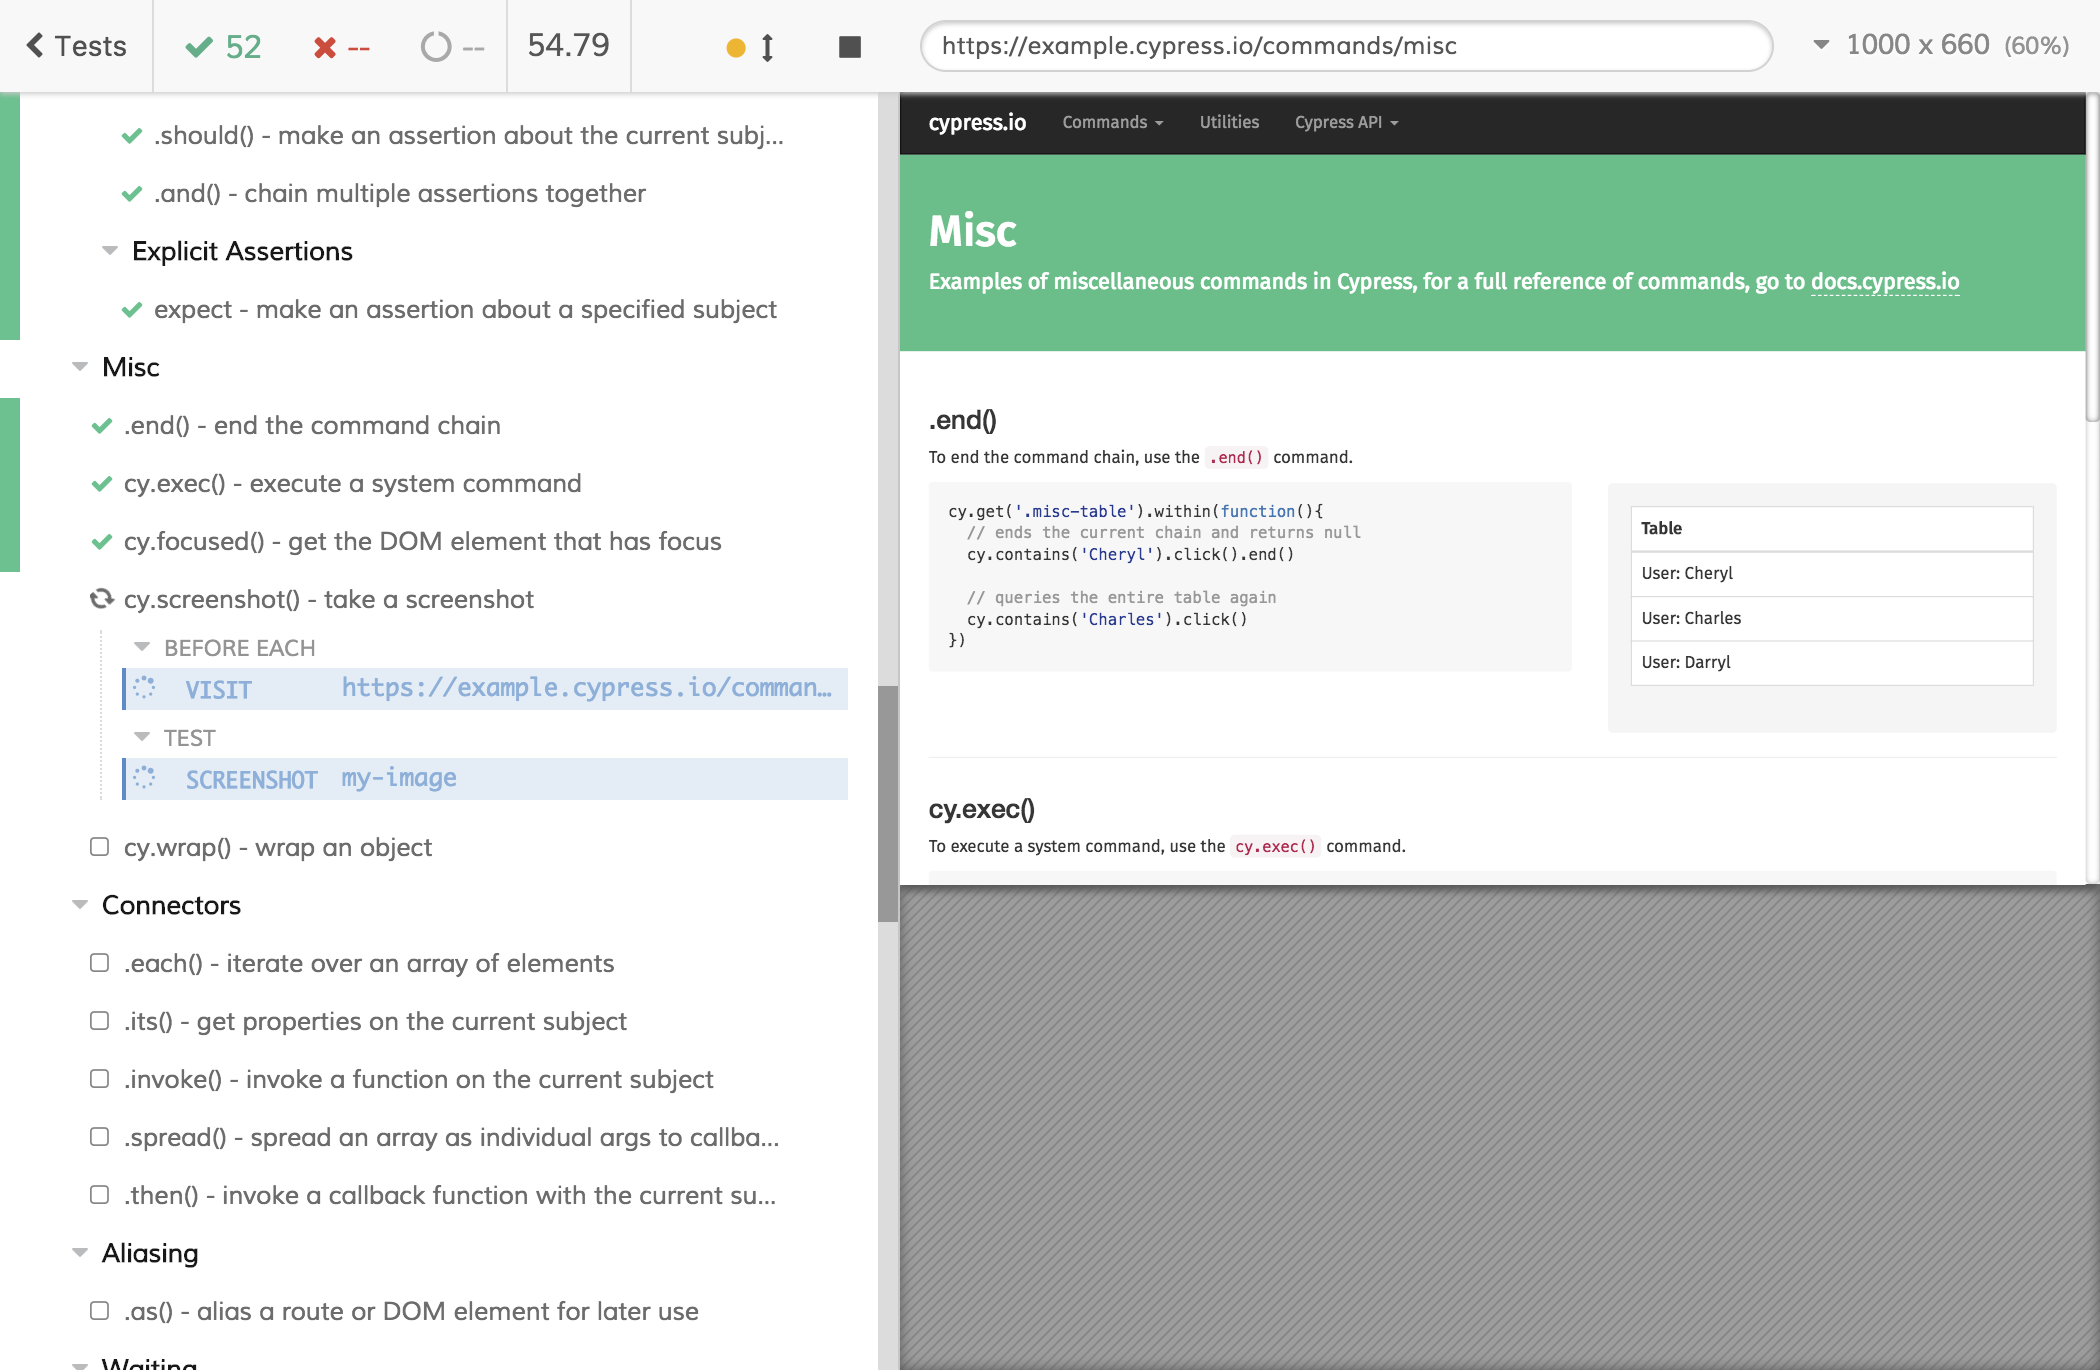 Tests
52
--
--
54.79
https://example.cypress.io/commands/misc
1000 x 660 (60%)
.should() - make an assertion about the current subj...
.and() - chain multiple assertions together
Explicit Assertions
expect - make an assertion about a specified subject
Misc
.end() - end the command chain
cy.exec() - execute a system command
cy.focused() - get the DOM element that has focus
cy.screenshot() - take a screenshot
BEFORE EACH
VISIT https://example.cypress.io/comman...
TEST
SCREENSHOT my-image
cy.wrap() - wrap an object
Connectors
.each() - iterate over an array of elements
.its() - get properties on the current subject
.invoke() - invoke a function on the current subject
.spread() - spread an array as individual args to callba...
.then() - invoke a callback function with the current su...
Aliasing
.as() - alias a route or DOM element for later use
Waiting
cypress.io Commands Utilities Cypress API
Misc
Examples of miscellaneous commands in Cypress, for a full reference of commands, go to docs.cypress.io
.end()
To end the command chain, use the .end() command.
cy.get('.misc-table').within(function(){
// ends the current chain and returns null
cy.contains('Cheryl').click().end()
// queries the entire table again
cy.contains('Charles').click()
})
Table
User: Cheryl
User: Charles
User: Darryl
cy.exec()
To execute a system command, use the cy.exec() command.